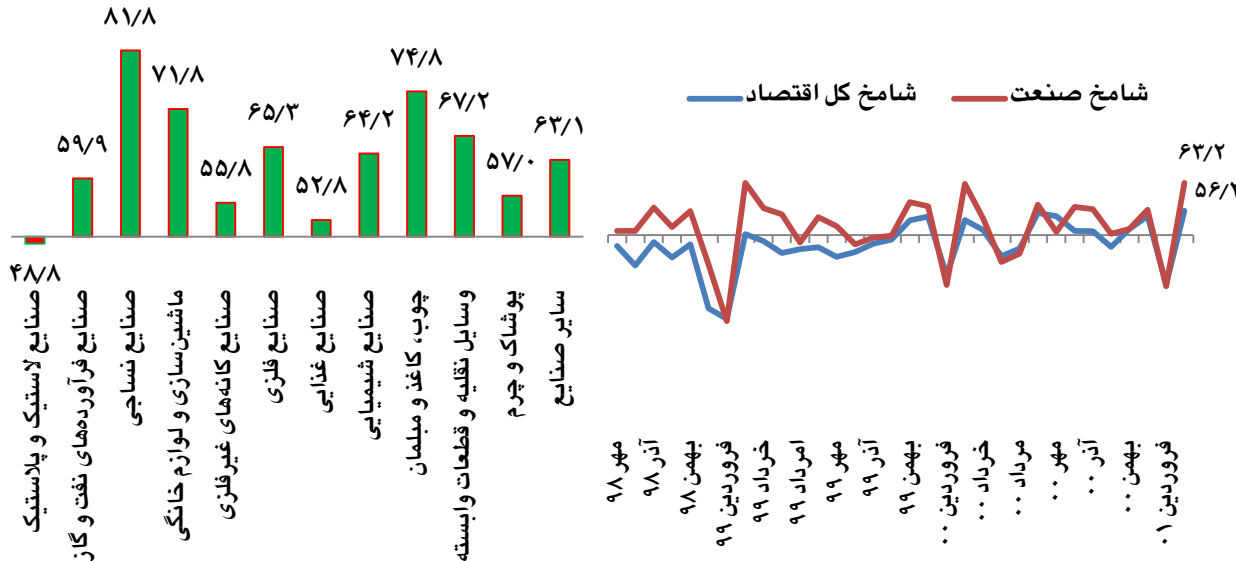 ۸۱/۸
۷۴/۸
۷۱/۸
۶۷/۲
۶۵/۳
۶۴/۲
۶۳/۱
۵۹/۹
۵۷/۰
۵۵/۸
۵۲/۸
۴۸/۸
صنایع لاستیک و پلاستیک
صنایع فرآورده‌های نفت و گاز
صنایع نساجی
ماشین‌سازی و لوازم خانگی
صنایع کانه‌های غیرفلزی
صنایع فلزی
صنایع غذایی
صنایع شیمیایی
چوب، کاغذ و مبلمان
وسایل نقلیه و قطعات وابسته
پوشاک و چرم
سایر صنایع
شامخ کل اقتصاد
شامخ صنعت
۶۳/۲
۵۶/۲
مهر ۹۸
آذر ۹۸
بهمن ۹۸
فروردین ۹۹
خرداد ۹۹
امرداد ۹۹
مهر ۹۹
آذر ۹۹
بهمن ۹۹
فروردین ۰۰
خرداد ۰۰
مرداد ۰۰
مهر ۰۰
آذر ۰۰
بهمن ۰۰
فروردین ۰۱